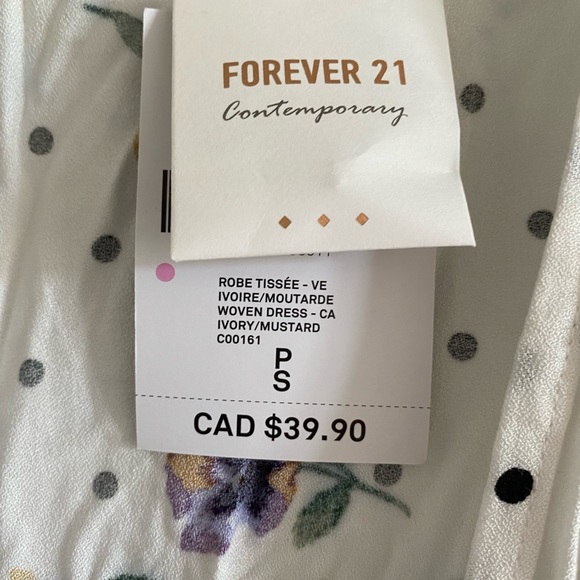 FOREVER 21
Contemporary
ROBE TISSÉE - VE
IVOIRE/MOUTARDE
WOVEN DRESS - CA
IVORY/MUSTARD
C00161
P
S
CAD $39.90